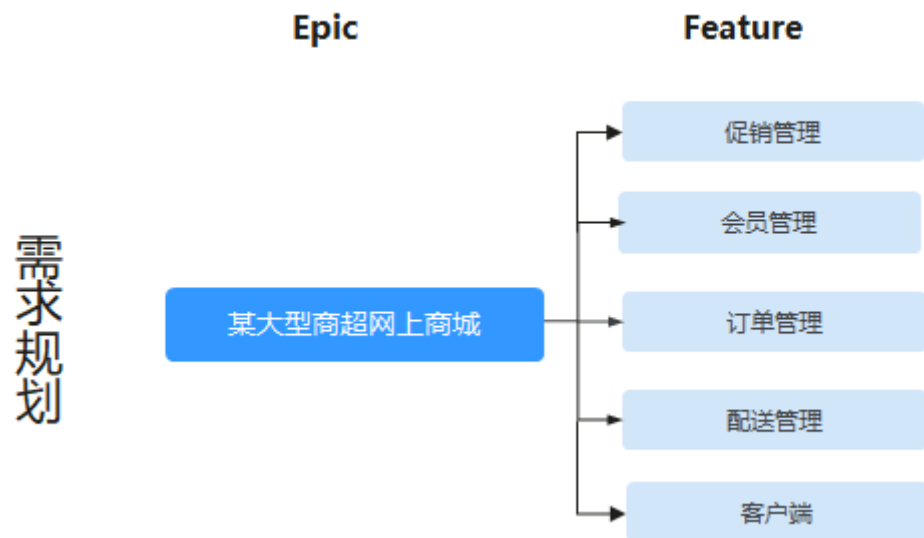 Epic
Feature
需求规划
某大型商超网上商城
促销管理
会员管理
订单管理
配送管理
客户端